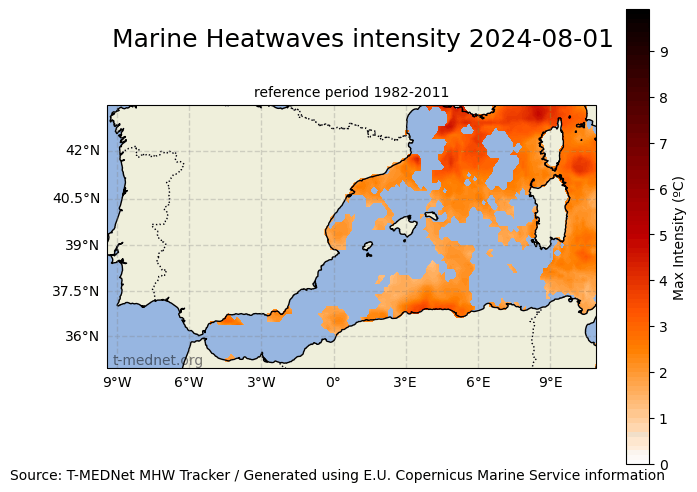 Marine Heatwaves intensity 2024-08-01
reference period 1982-2011
42°N
40.5°N
39°N
37.5°N
36°N
t-mednet.org
9°W 6°W 3°W 0° 3°E 6°E 9°E
9
8
7
6
5
4
3
2
1
0
Max Intensity (ºC)
Source: T-MEDNet MHW Tracker / Generated using E.U. Copernicus Marine Service information